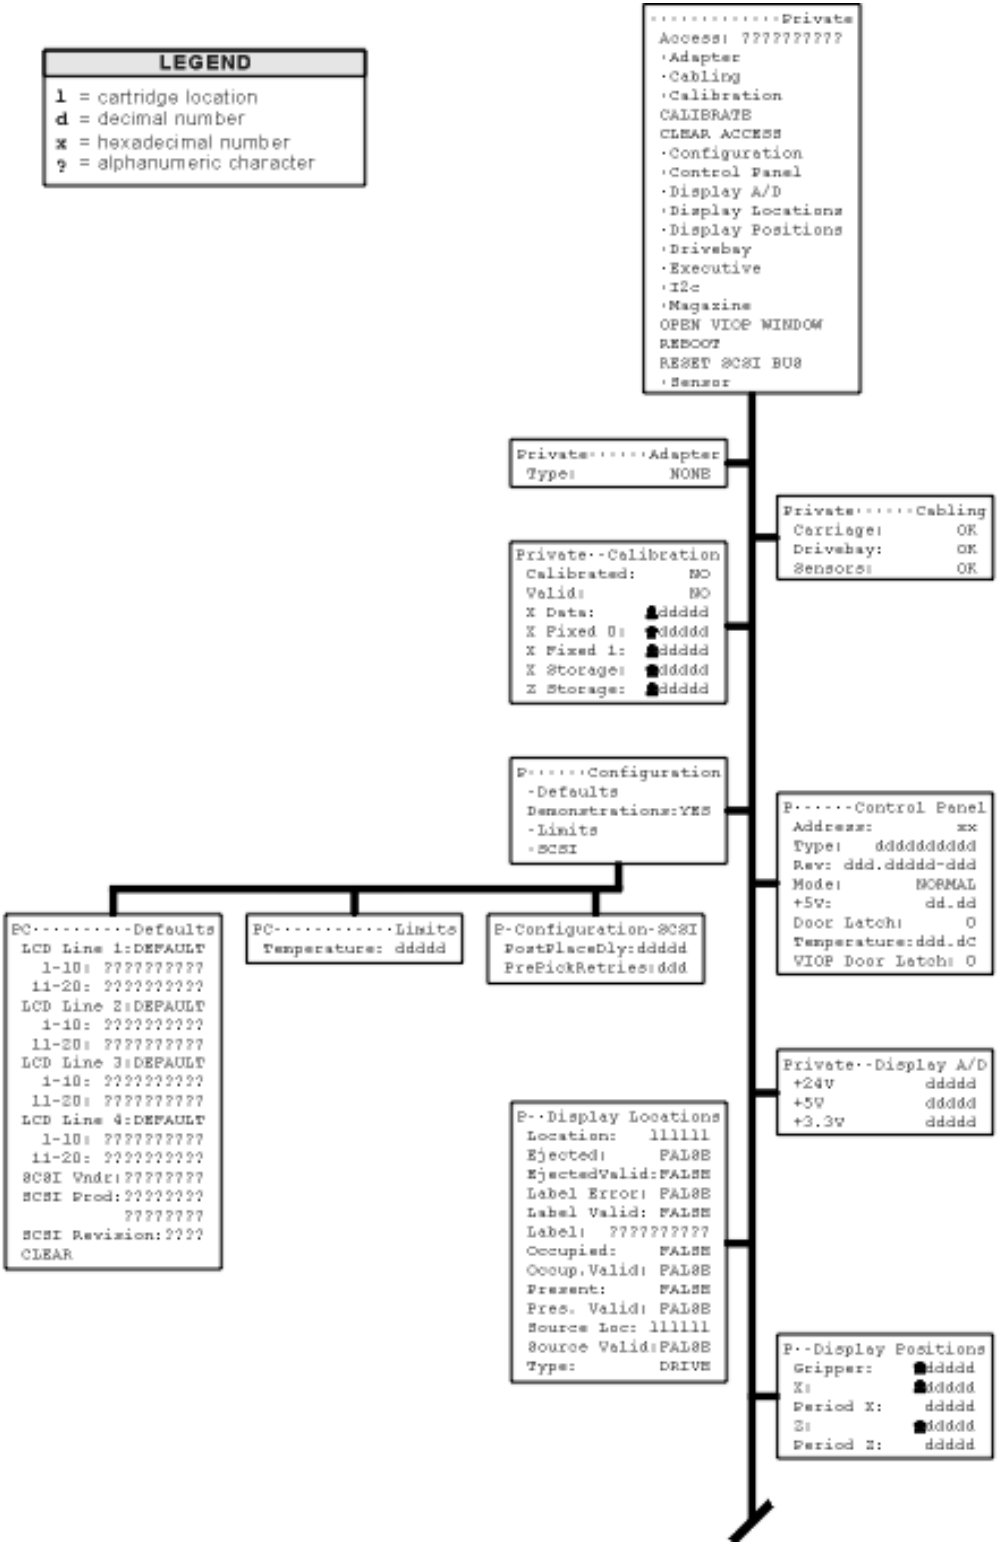 LEGEND
l = cartridge location
d = decimal number
x = hexadecimal number
? = alphanumeric character
·············Private
Access: ??????????
·Adapter
·Cabling
·Calibration
CALIBRATE
CLEAR ACCESS
·Configuration
·Control Panel
·Display A/D
·Display Locations
·Display Positions
·Drivebay
·Executive
·I2c
·Magazine
OPEN VIOP WINDOW
REBOOT
RESET SCSI BUS
·Sensor
Private······Adapter
Type: NONE
Private······Cabling
Carriage: OK
Drivebay: OK
Sensors: OK
Private··Calibration
Calibrated: NO
Valid: NO
X Data: ddddd
X Fixed 0: ddddd
X Fixed 1: ddddd
X Storage: ddddd
Z Storage: ddddd
P······Configuration
·Defaults
Demonstrations:YES
·Limits
·SCSI
P······Control Panel
Address: xx
Type: dddddddddd
Rev: ddd.ddddd-ddd
Mode: NORMAL
+5V: dd.dd
Door Latch: O
Temperature:ddd.dC
VIOP Door Latch: O
PC··········Defaults
LCD Line 1:DEFAULT
1-10: ??????????
11-20: ??????????
LCD Line 2:DEFAULT
1-10: ??????????
11-20: ??????????
LCD Line 3:DEFAULT
1-10: ??????????
11-20: ??????????
LCD Line 4:DEFAULT
1-10: ??????????
11-20: ??????????
SCSI Vndr:????????
SCSI Prod:????????
????????
SCSI Revision:????
CLEAR
PC············Limits
Temperature: ddddd
P-Configuration-SCSI
PostPlaceDly:ddddd
PrePickRetries:ddd
Private··Display A/D
+24V ddddd
+5V ddddd
+3.3V ddddd
P··Display Locations
Location: llllll
Ejected: FALSE
EjectedValid:FALSE
Label Error: FALSE
Label Valid: FALSE
Label: ??????????
Occupied: FALSE
Occup.Valid: FALSE
Present: FALSE
Pres. Valid: FALSE
Source Loc: llllll
Source Valid:FALSE
Type: DRIVE
P··Display Positions
Gripper: ddddd
X: ddddd
Period X: ddddd
Z: ddddd
Period Z: ddddd